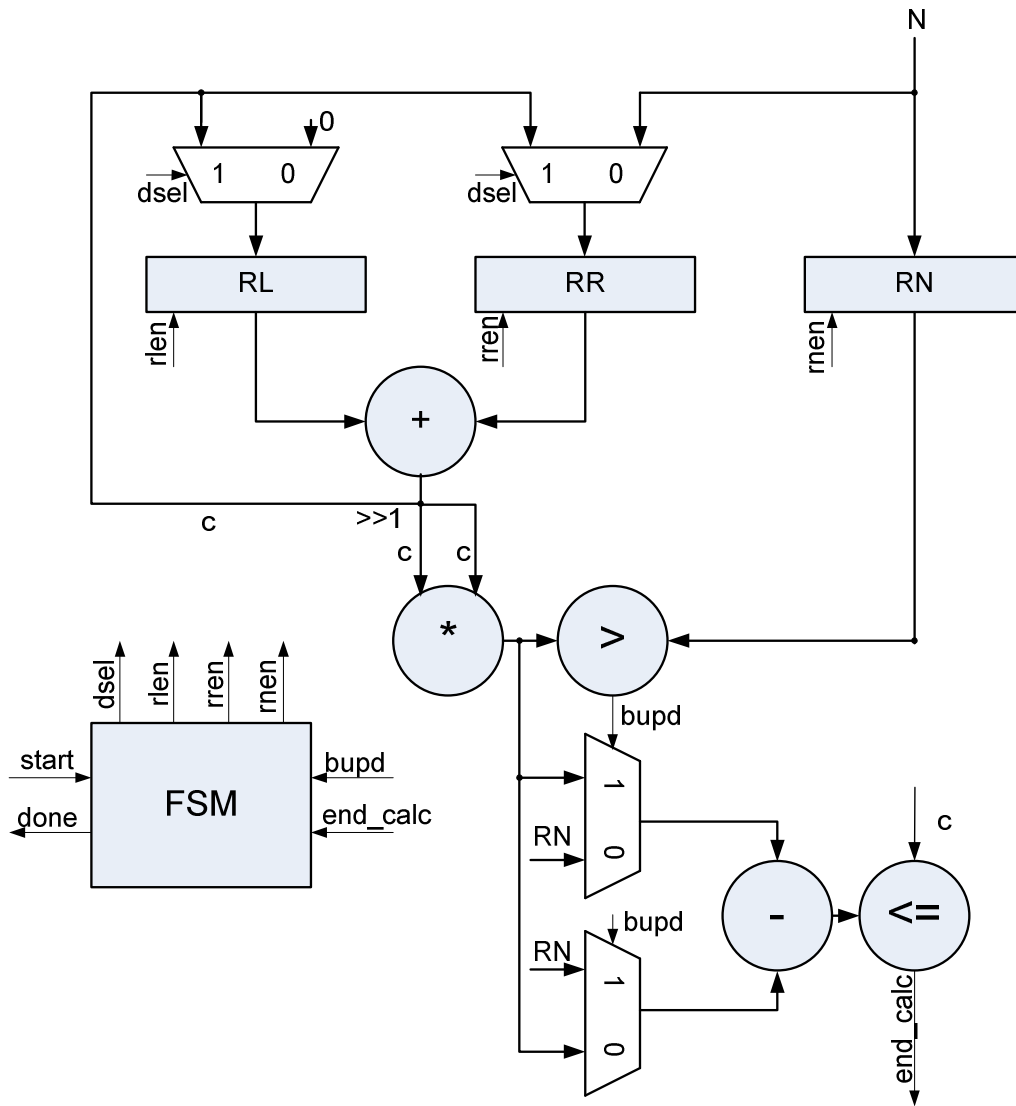 N
0
1 0
dsel
1 0
dsel
RL
RR
RN
rlen
rren
rnen
+
c
>>1
c
c
*
>
dsel
rlen
rren
rnen
bupd
start
FSM
bupd
done
end_calc
1
RN
0
c
-
<=
bupd
RN
1
0
end_calc